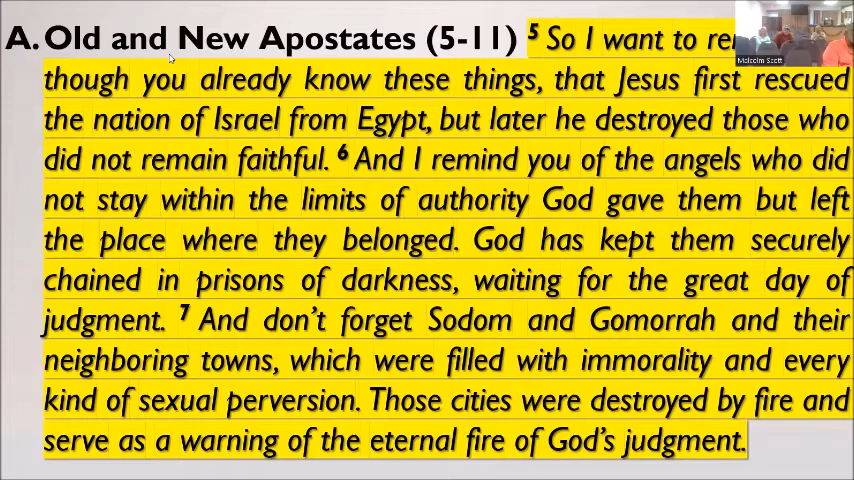 A. Old and New Apostates (5-11) 5 So I want to
though you already know these things, that Jesus first rescued
the nation of Israel from Egypt, but later he destroyed those who
did not remain faithful. 6 And I remind you of the angels who did
not stay within the limits of authority God gave them but left
the place where they belonged. God has kept them securely
chained in prisons of darkness, waiting for the great day of
judgment. 7 And don't forget Sodom and Gomorrah and their
neighboring towns, which were filled with immorality and every
kind of sexual perversion. Those cities were destroyed by fire and
serve as a warning of the eternal fire of God's judgment.
Malcolm Scott